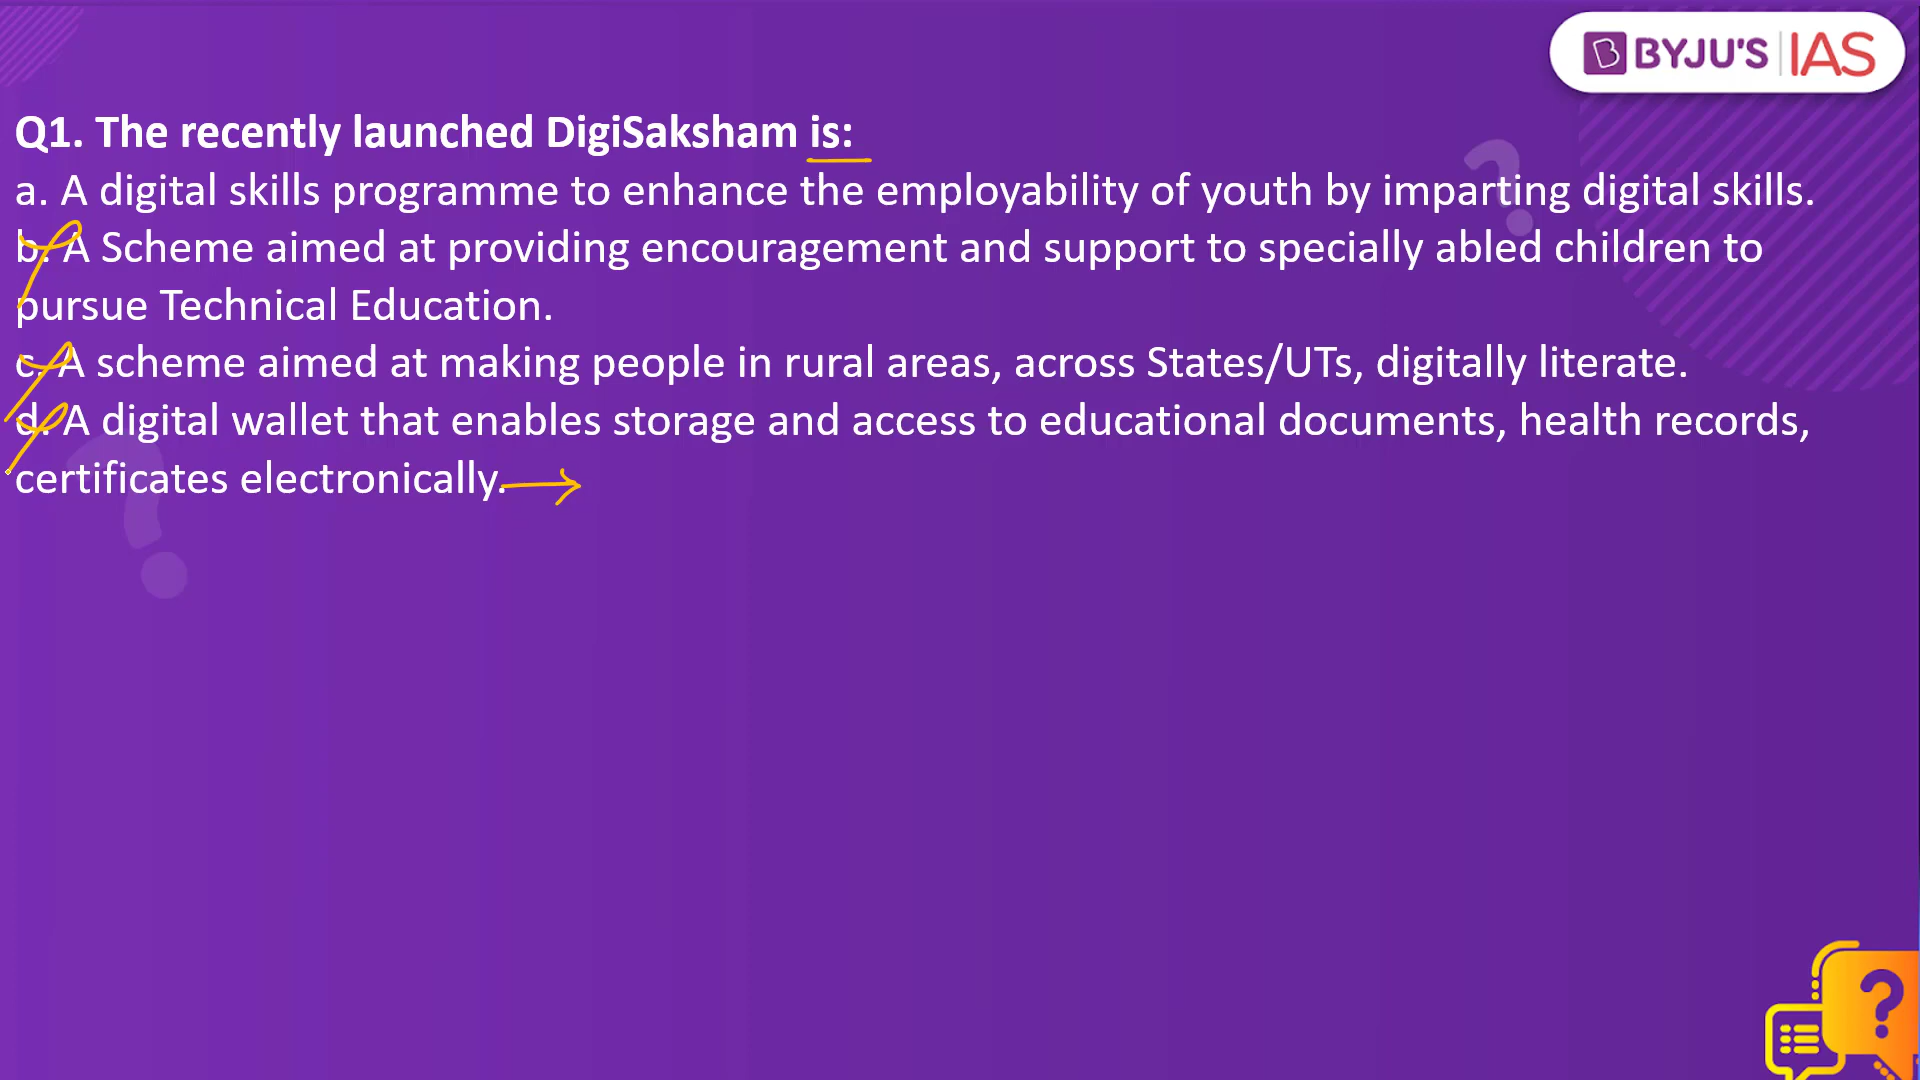 BYJU'S IAS
Q1. The recently launched DigiSaksham is:
a. A digital skills programme to enhance the employability of youth by imparting digital skills.
b. A Scheme aimed at providing encouragement and support to specially abled children to
pursue Technical Education.
c. A scheme aimed at making people in rural areas, across States/UTs, digitally literate.
d. A digital wallet that enables storage and access to educational documents, health records,
certificates electronically.